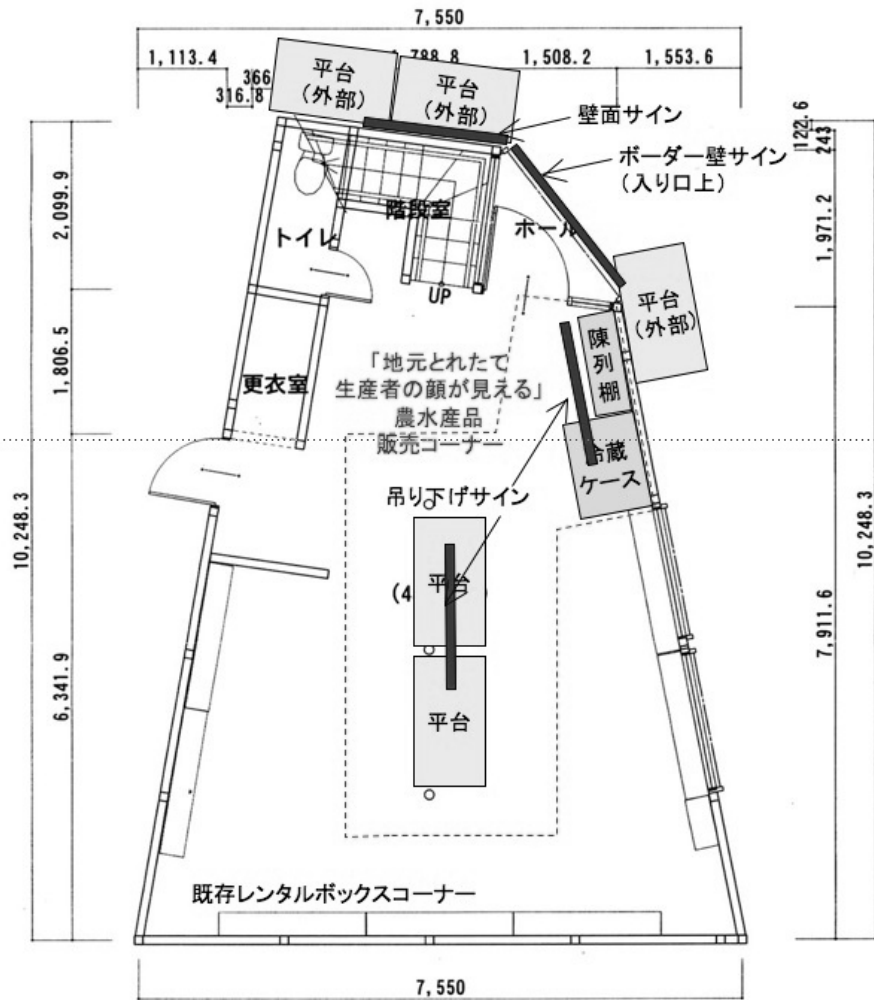 7,550
1,113.4
788.8
1,508.2
1,553.6
366
316.8
平台
(外部)
平台
(外部)
壁面サイン
ボーダー壁サイン
(入り口上)
122.6
243
2,099.9
1,971.2
階段室
トイレ
ホール
UP
平台
(外部)
陳
列
棚
1,806.5
更衣室
「地元とれたて
生産者の顔が見える」
農水産品
販売コーナー
冷蔵
ケース
吊り下げサイン
10,248.3
10,248.3
平台
(4
7,911.6
6,341.9
平台
既存レンタルボックスコーナー
7,550